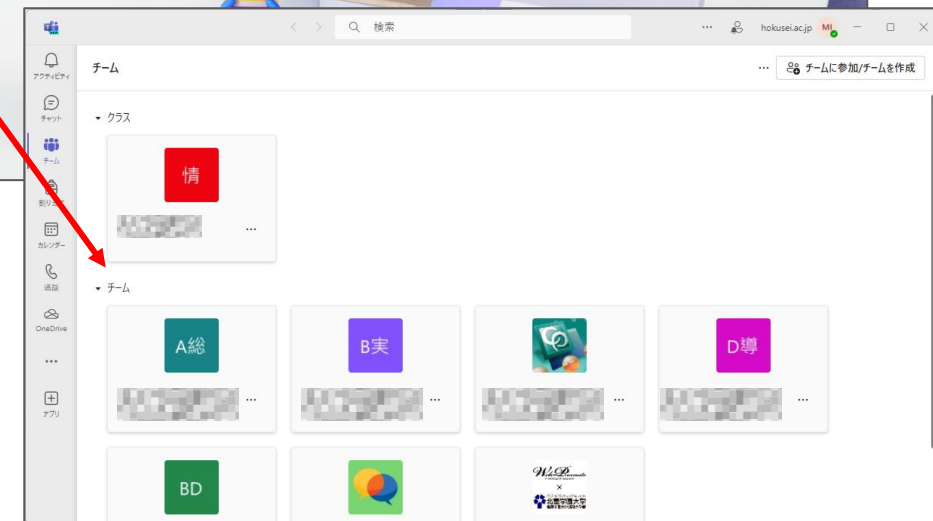 検索
...
hokusei.ac.jp
MI
アクティビティ
チーム
...
チームに参加/チームを作成
チャット
クラス
チーム
情
...
カレンダー
通話
チーム
OneDrive
A総
B実
D導
...
...
...
...
...
アプリ
BD
×
北星学園大学